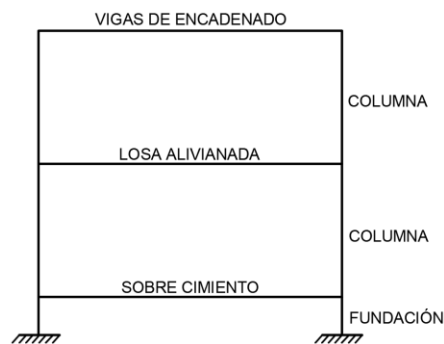 VIGAS DE ENCADENADO
COLUMNA
LOSA ALIVIANADA
COLUMNA
SOBRE CIMIENTO
FUNDACIÓN